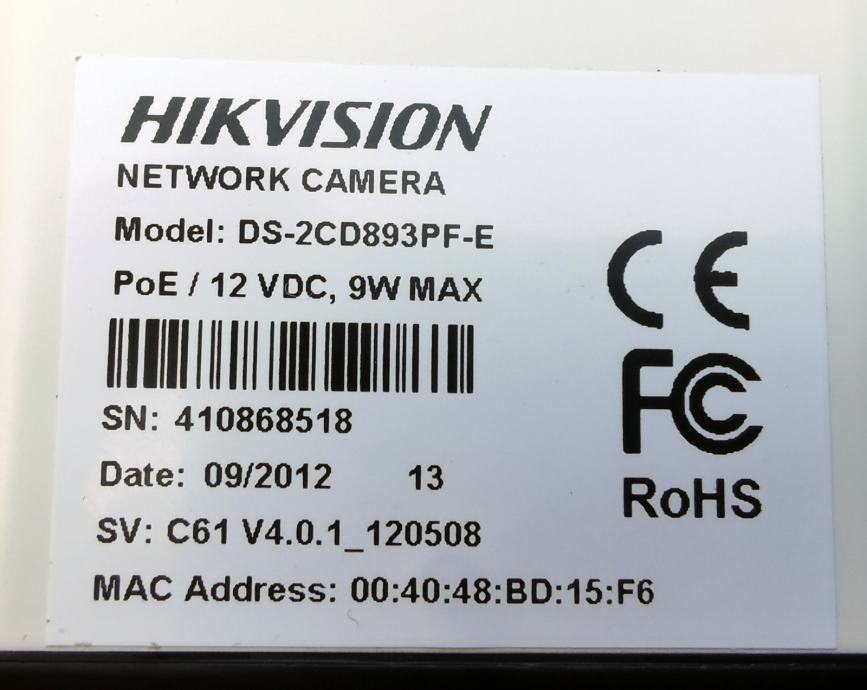 HIKVISION
NETWORK CAMERA
Model: DS-2CD893PF-E
PoE / 12 VDC, 9W MAX
SN: 410868518
Date: 09/2012 13
SV: C61 V4.0.1_120508
MAC Address: 00:40:48:BD:15:F6
CE
FC
RoHS